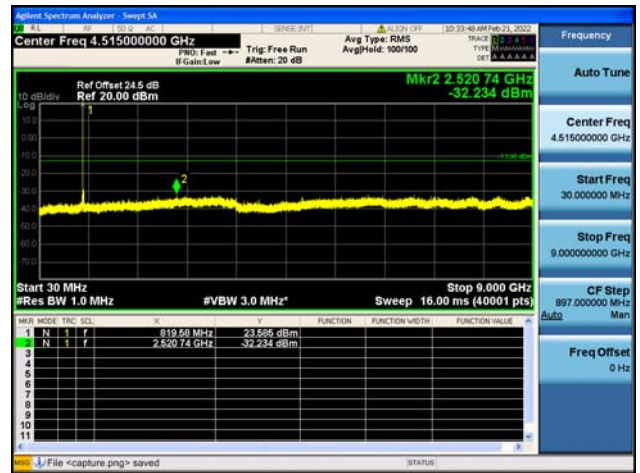 Agilent Spectrum Analyzer - Swept SA
RL RF 50 Ω AC SENSE:INT ALIGN OFF 10:33:48 AM Feb 21, 2022
Center Freq 4.515000000 GHz
PNO: Fast
IFGain:Low
Trig: Free Run
#Atten: 20 dB
Avg Type: RMS
Avg|Hold: 100/100
TRACE 1 2 3 4 5 6
TYPE
DET A A A A A A
Ref Offset 24.5 dB
Ref 20.00 dBm
10 dB/div
Log
Mkr2 2.520 74 GHz
-32.234 dBm
1
10.0
0.00
-10.0
-13.00 dBm
-20.0
2
-30.0
-40.0
-50.0
-60.0
-70.0
Start 30 MHz Stop 9.000 GHz
#Res BW 1.0 MHz #VBW 3.0 MHz* Sweep 16.00 ms (40001 pts)
MKR MODE TRC SCL X Y FUNCTION FUNCTION WIDTH FUNCTION VALUE
1 N 1 f 819.58 MHz 23.585 dBm
2 N 1 f 2.520 74 GHz -32.234 dBm
3
4
5
6
7
8
9
10
11
MSG File <capture.png> saved STATUS
Frequency
Auto Tune
Center Freq
4.515000000 GHz
Start Freq
30.000000 MHz
Stop Freq
9.000000000 GHz
CF Step
897.000000 MHz
Auto Man
Freq Offset
0 Hz